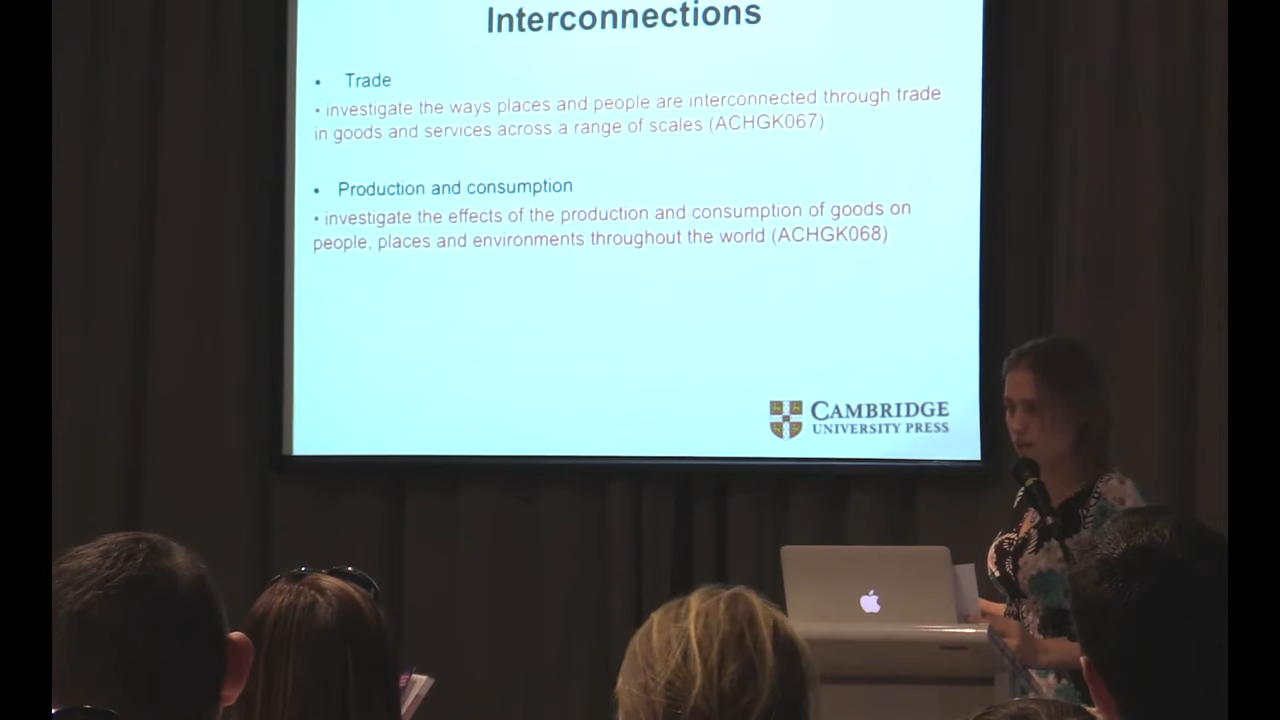 Interconnections
• Trade
• investigate the ways places and people are interconnected through trade
in goods and services across a range of scales (ACHGK067)
• Production and consumption
• investigate the effects of the production and consumption of goods on
people, places and environments throughout the world (ACHGK068)
CAMBRIDGE
UNIVERSITY PRESS